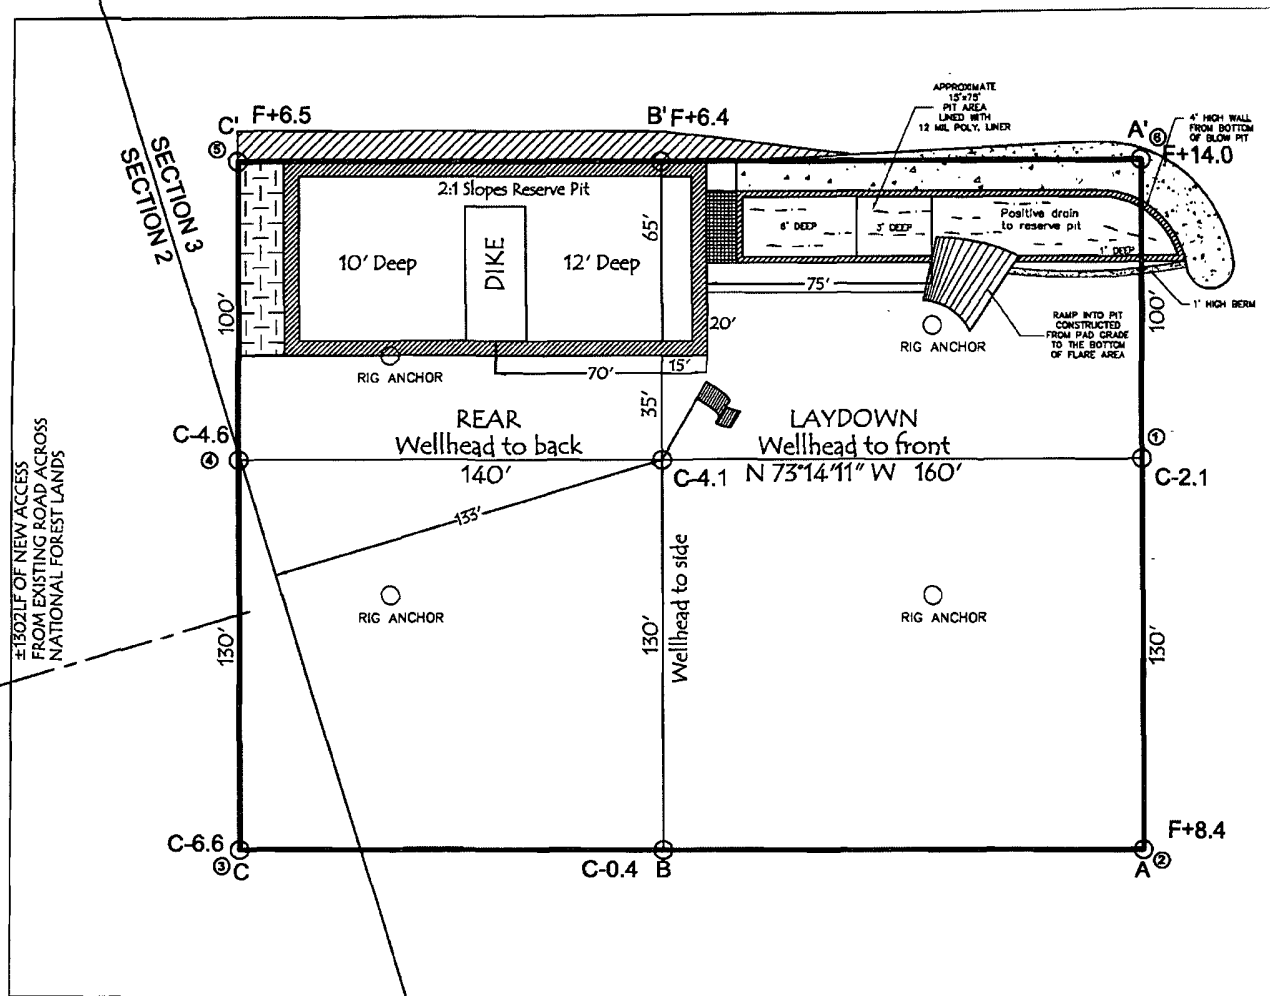 APPROXIMATE
15'x75'
PIT AREA
LINED WITH
12 MIL POLY. LINER
4' HIGH WALL
FROM BOTTOM
OF BLOW PIT
C'
F+6.5
B' F+6.4
A' ⑥
F+14.0
⑤
SECTION 3
SECTION 2
2:1 Slopes Reserve Pit
65'
6" DEEP
3" DEEP
Positive drain
to reserve pit
1" DEEP
10' Deep
DIKE
12' Deep
75'
1' HIGH BERM
100'
100'
20'
RAMP INTO PIT
CONSTRUCTED
FROM PAD GRADE
TO THE BOTTOM
OF FLARE AREA
RIG ANCHOR
RIG ANCHOR
70'
15'
35'
REAR
Wellhead to back
140'
LAYDOWN
Wellhead to front
N 73°14'11" W 160'
C-4.6
④
C-4.1
①
C-2.1
133'
±1302LF OF NEW ACCESS
FROM EXISTING ROAD ACROSS
NATIONAL FOREST LANDS
RIG ANCHOR
RIG ANCHOR
130'
130'
Wellhead to side
130'
C-6.6
③ C
C-0.4
B
F+8.4
A ②